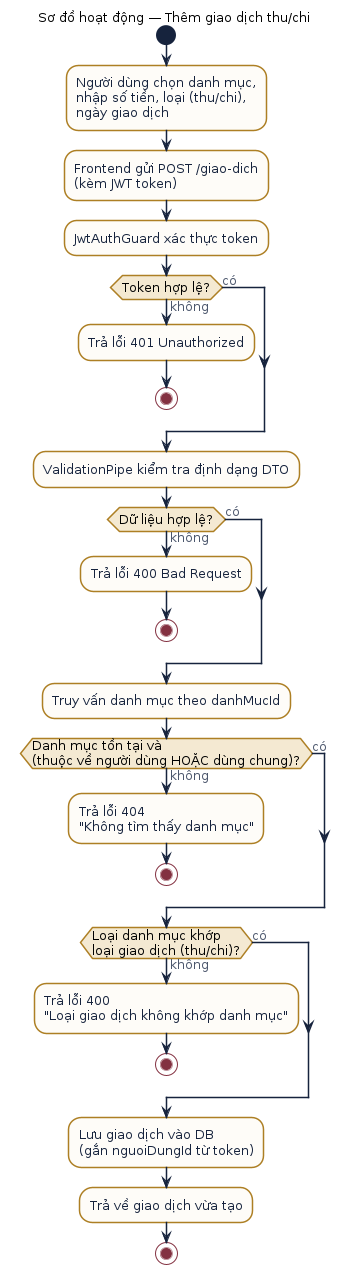 Sơ đồ hoạt động — Thêm giao dịch thu/chi
Người dùng chọn danh mục,
nhập số tiền, loại (thu/chi),
ngày giao dịch
Frontend gửi POST /giao-dich
(kèm JWT token)
JwtAuthGuard xác thực token
Token hợp lệ?
có
không
Trả lỗi 401 Unauthorized
ValidationPipe kiểm tra định dạng DTO
Dữ liệu hợp lệ?
có
không
Trả lỗi 400 Bad Request
Truy vấn danh mục theo danhMucId
Danh mục tồn tại và
(thuộc về người dùng HOẶC dùng chung)?
có
không
Trả lỗi 404
"Không tìm thấy danh mục"
Loại danh mục khớp
loại giao dịch (thu/chi)?
có
không
Trả lỗi 400
"Loại giao dịch không khớp danh mục"
Lưu giao dịch vào DB
(gắn nguoiDungId từ token)
Trả về giao dịch vừa tạo